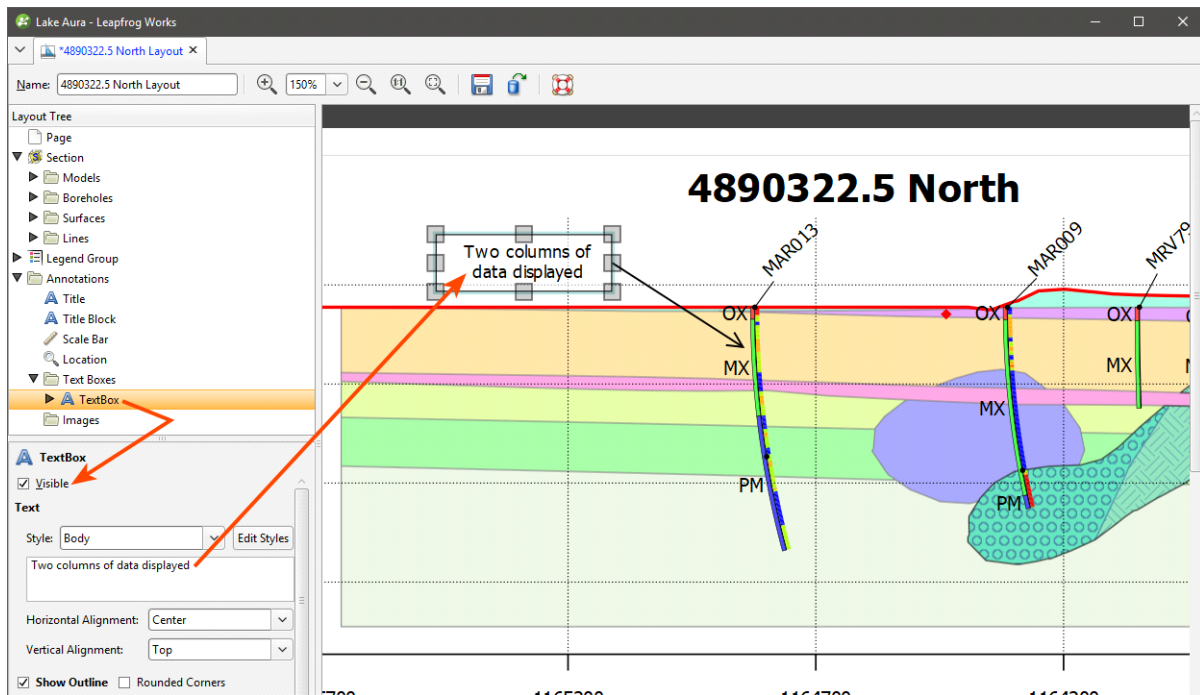 Lake Aura - Leapfrog Works
*4890322.5 North Layout
Name: 4890322.5 North Layout 150%
Layout Tree
Page
Section
Models
Boreholes
Surfaces
Lines
Legend Group
Annotations
Title
Title Block
Scale Bar
Location
Text Boxes
TextBox
Images
TextBox
Visible
Text
Style: Body Edit Styles
Two columns of data displayed
Horizontal Alignment: Center
Vertical Alignment: Top
Show Outline Rounded Corners
4890322.5 North
Two columns of
data displayed
MAR013
MAR009
MRV79
OX OX OX
MX MX
MX
PM
PM